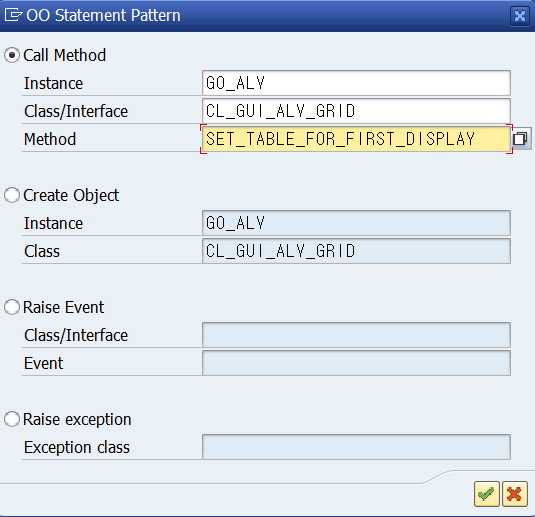 OO Statement Pattern
Call Method
Instance GO_ALV
Class/Interface CL_GUI_ALV_GRID
Method SET_TABLE_FOR_FIRST_DISPLAY
Create Object
Instance GO_ALV
Class CL_GUI_ALV_GRID
Raise Event
Class/Interface
Event
Raise exception
Exception class